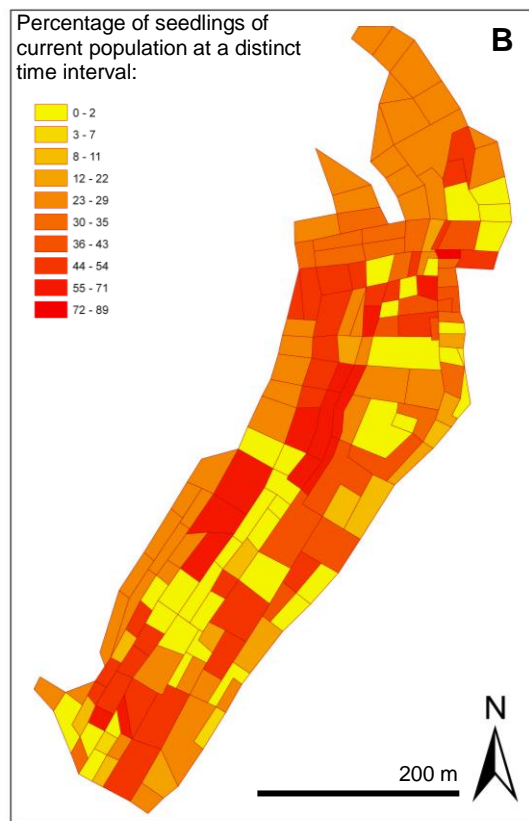 Percentage of seedlings of
current population at a distinct
time interval:
B
0 - 2
3 - 7
8 - 11
12 - 22
23 - 29
30 - 35
36 - 43
44 - 54
55 - 71
72 - 89
N
200 m